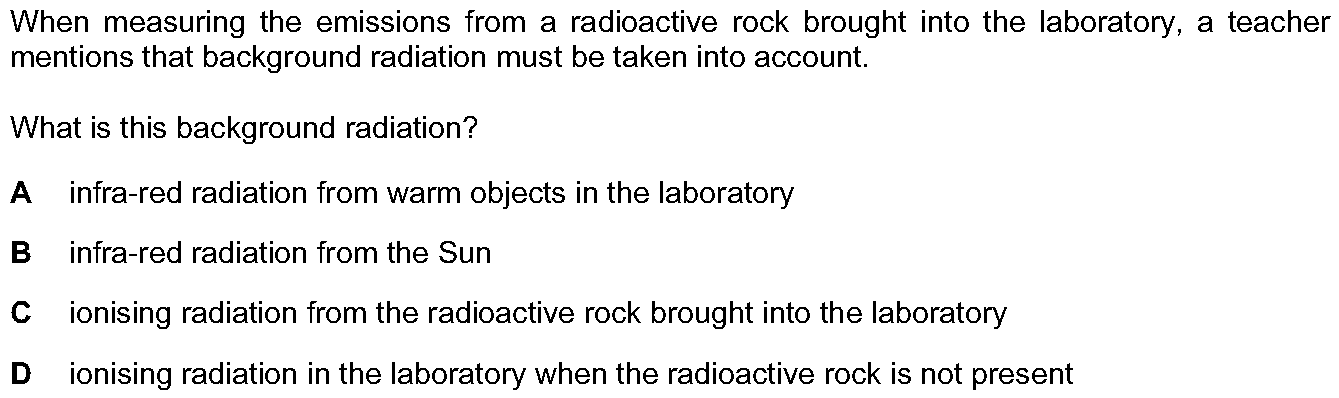 When measuring the emissions from a radioactive rock brought into the laboratory, a teacher
mentions that background radiation must be taken into account.
What is this background radiation?
A infra-red radiation from warm objects in the laboratory
B infra-red radiation from the Sun
C ionising radiation from the radioactive rock brought into the laboratory
D ionising radiation in the laboratory when the radioactive rock is not present